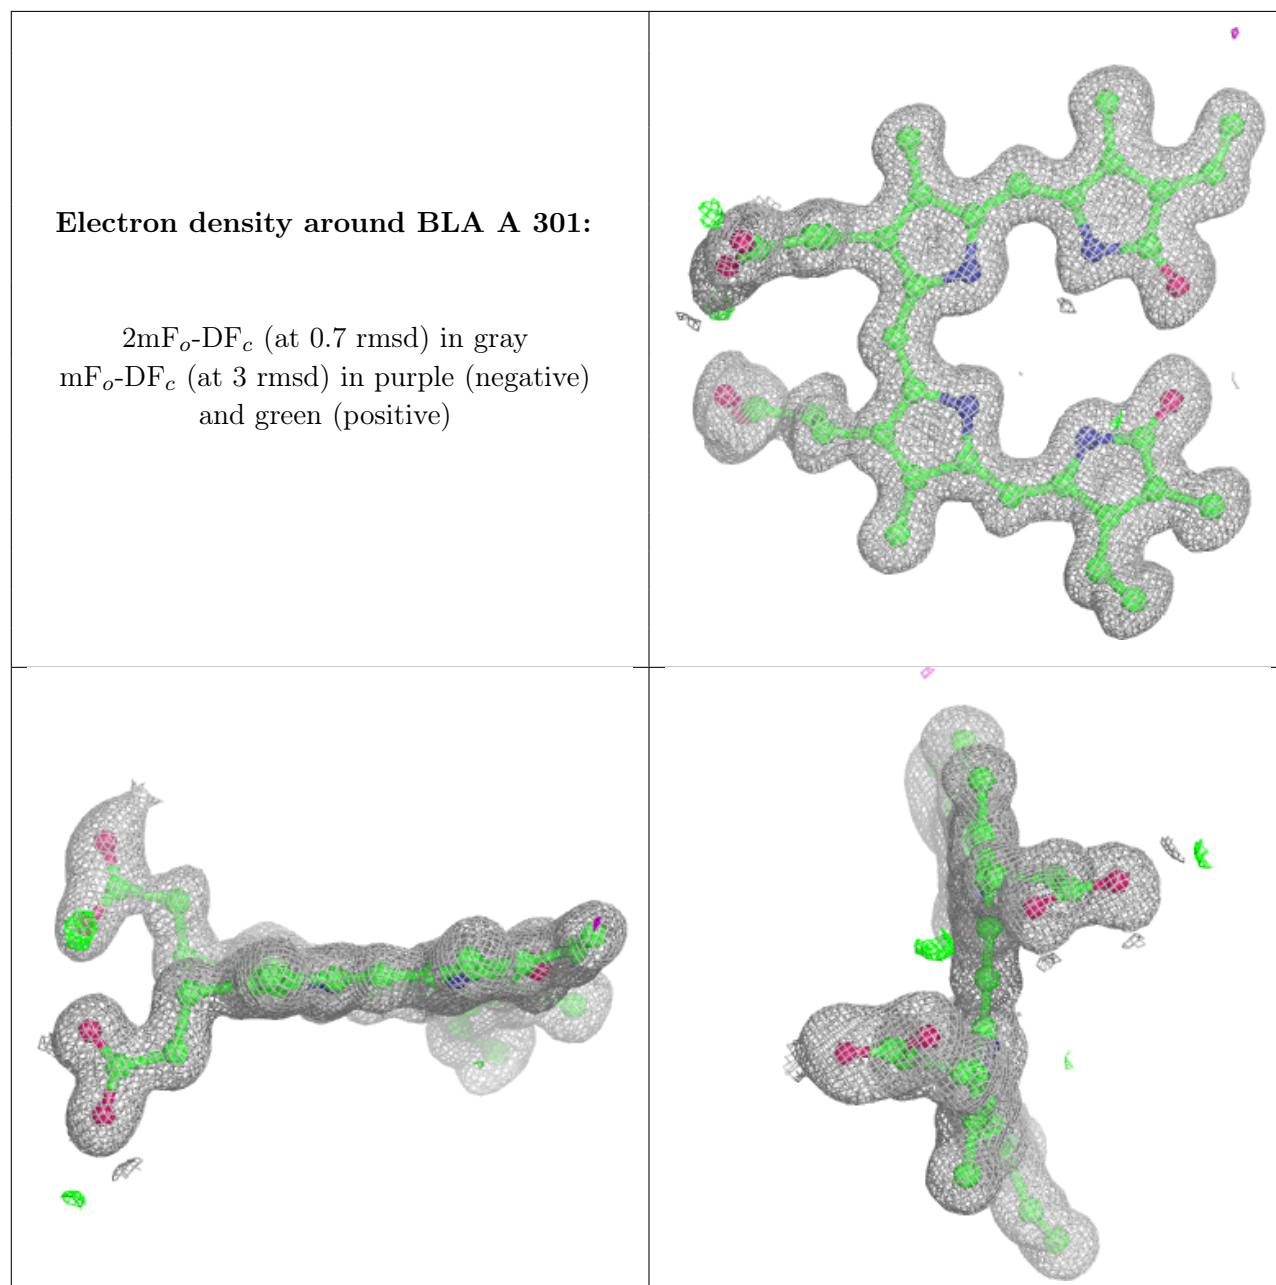 Electron density around BLA A 301:
2mFo-DFc (at 0.7 rmsd) in gray
mFo-DFc (at 3 rmsd) in purple (negative)
and green (positive)